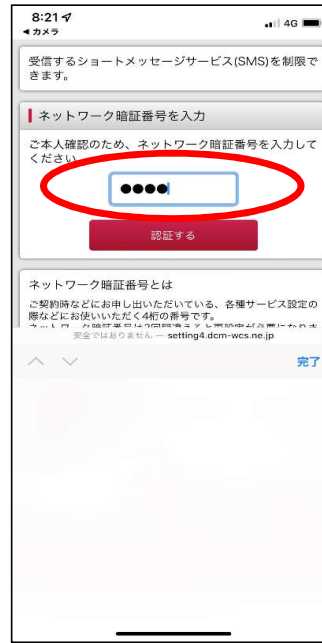 8:21
4G
◀ カメラ
受信するショートメッセージサービス(SMS)を制限で
きます。
ネットワーク暗証番号を入力
ご本人確認のため、ネットワーク暗証番号を入力して
ください
●●●●
認証する
ネットワーク暗証番号とは
ご契約時などにお申し出いただいている、各種サービス設定の
際などにお使いいただく4桁の番号です。
安全ではありません — setting4.dcm-wcs.ne.jp
完了